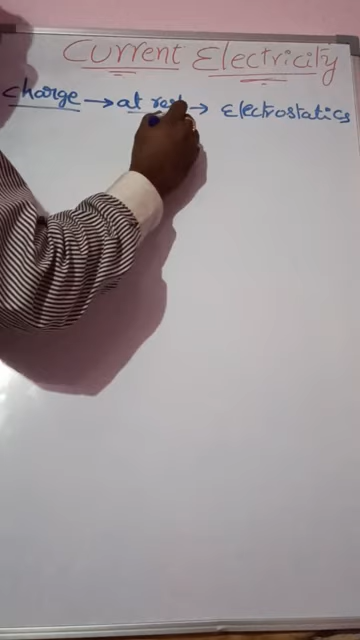 Current Electricity
Charge → at rest → Electrostatics